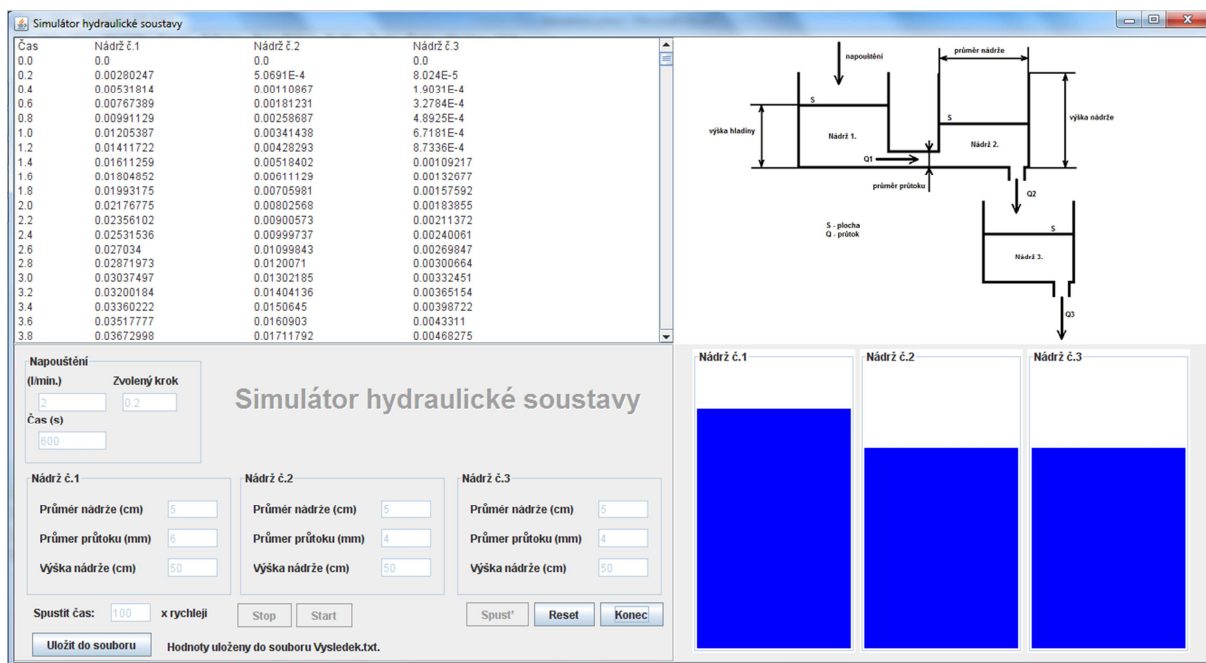 Simulátor hydraulické soustavy
Čas Nádrž č.1 Nádrž č.2 Nádrž č.3
0.0 0.0 0.0 0.0
0.2 0.00280247 5.0691E-4 8.024E-5
0.4 0.00531814 0.00110867 1.9031E-4
0.6 0.00767389 0.00181231 3.2784E-4
0.8 0.00991129 0.00258687 4.8925E-4
1.0 0.01205387 0.00341438 6.7181E-4
1.2 0.01411722 0.00428293 8.7336E-4
1.4 0.01611259 0.00518402 0.00109217
1.6 0.01804852 0.00611129 0.00132677
1.8 0.01993175 0.00705981 0.00157592
2.0 0.02176775 0.00802568 0.00183855
2.2 0.02356102 0.00900573 0.00211372
2.4 0.02531536 0.00999737 0.00240061
2.6 0.027034 0.01099843 0.00269847
2.8 0.02871973 0.0120071 0.00300664
3.0 0.03037497 0.01302185 0.00332451
3.2 0.03200184 0.01404136 0.00365154
3.4 0.03360222 0.0150645 0.00398722
3.6 0.03517777 0.0160903 0.0043311
3.8 0.03672998 0.01711792 0.00468275
napouštění
průměr nádrže
S
S
výška hladiny
výška nádrže
Nádrž 1.
Nádrž 2.
Q1
průměr průtoku
Q2
S - plocha
Q - průtok
S
Nádrž 3.
Q3
Napouštění
(l/min.) Zvolený krok
2 0.2
Čas (s)
600
Simulátor hydraulické soustavy
Nádrž č.1 Nádrž č.2 Nádrž č.3
Průmér nádrže (cm) 5 Průmér nádrže (cm) 5 Průmér nádrže (cm) 5
Průmer průtoku (mm) 6 Průmer průtoku (mm) 4 Průmer průtoku (mm) 4
Výška nádrže (cm) 50 Výška nádrže (cm) 50 Výška nádrže (cm) 50
Spustit čas: 100 x rychleji Stop Start Spusť Reset Konec
Uložit do souboru Hodnoty uloženy do souboru Vysledek.txt.
Nádrž č.1 Nádrž č.2 Nádrž č.3